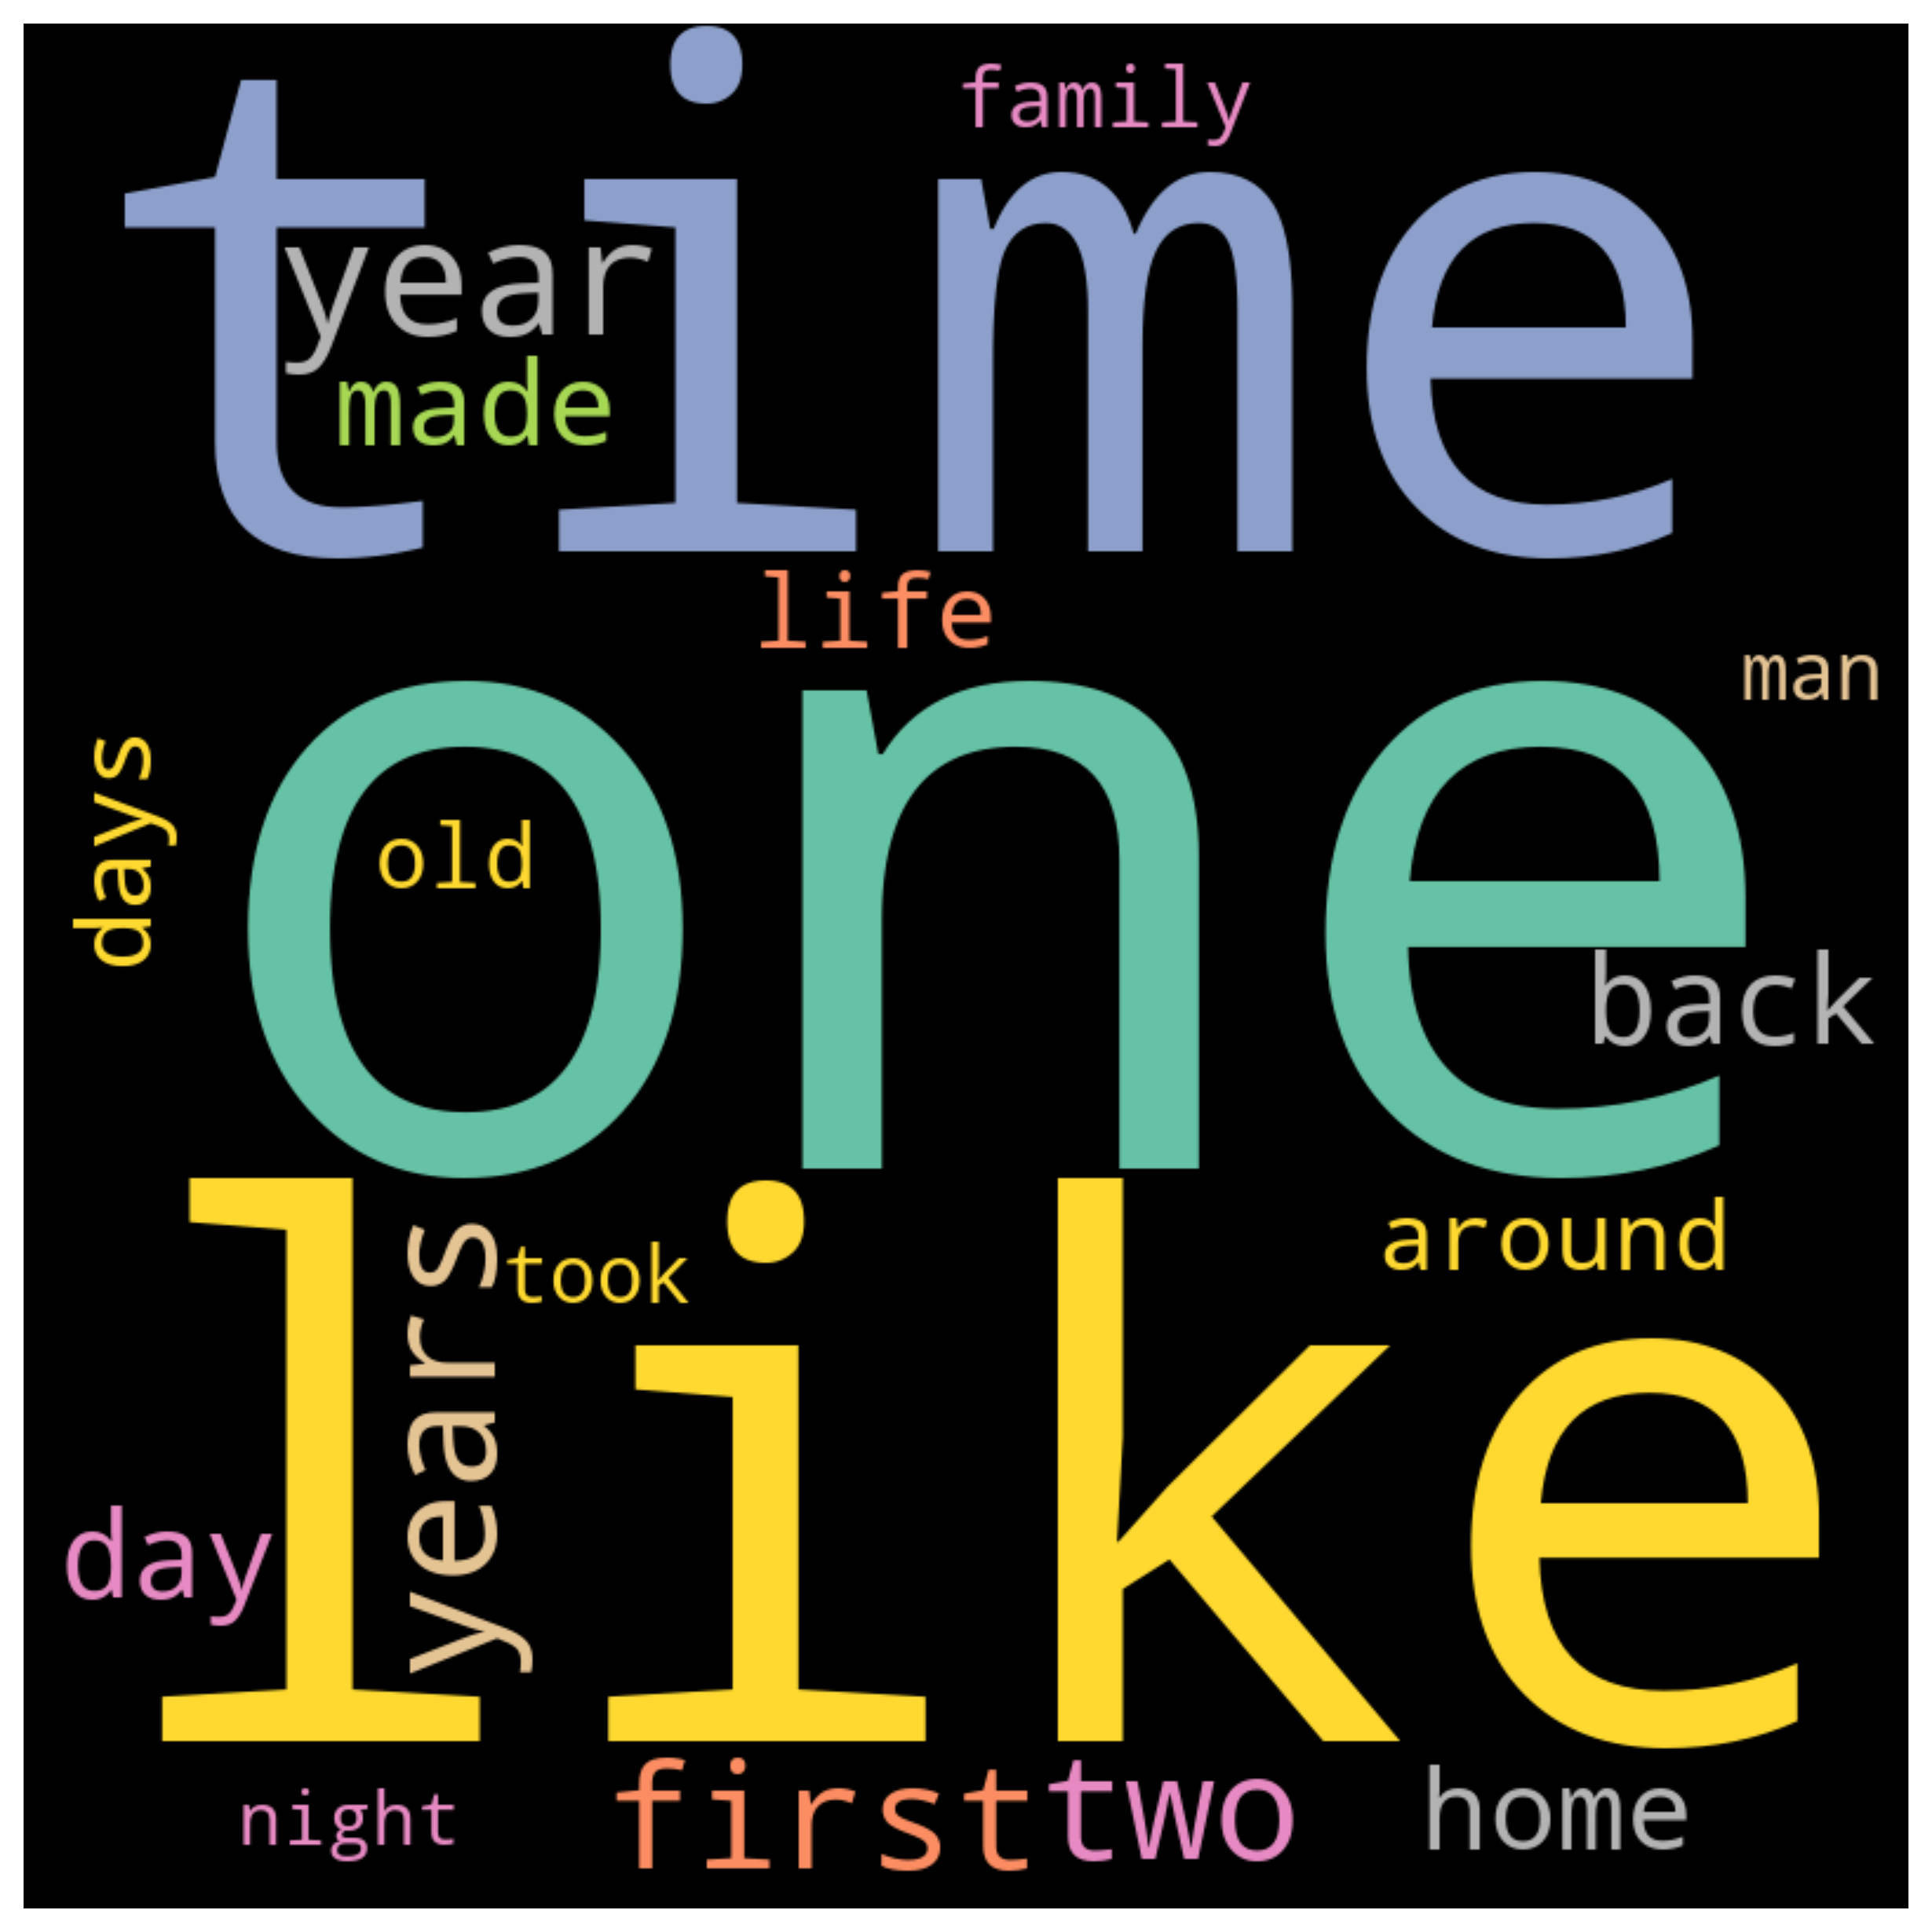 family
time
year
made
life
man
one
days
old
back
like
around
took
years
day
first two
home
night